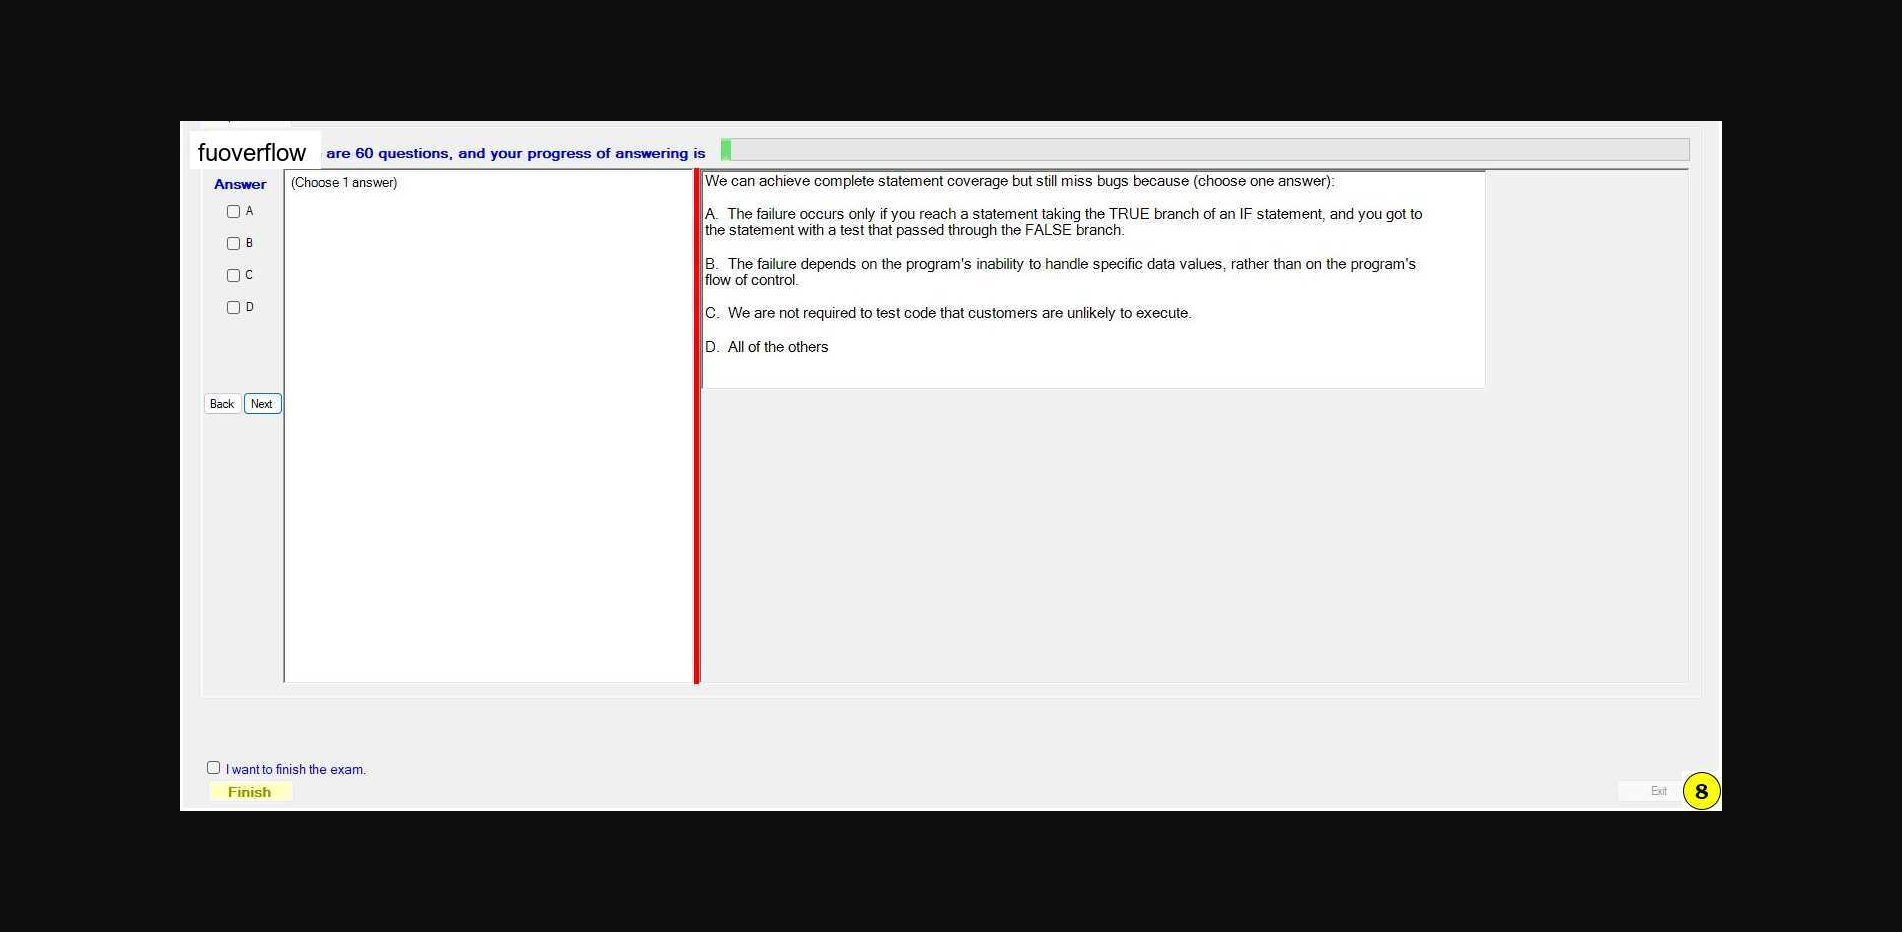 fuoverflow are 60 questions, and your progress of answering is
Answer
A
B
C
D
Back Next
(Choose 1 answer)
We can achieve complete statement coverage but still miss bugs because (choose one answer):
A. The failure occurs only if you reach a statement taking the TRUE branch of an IF statement, and you got to
the statement with a test that passed through the FALSE branch.
B. The failure depends on the program's inability to handle specific data values, rather than on the program's
flow of control.
C. We are not required to test code that customers are unlikely to execute.
D. All of the others
I want to finish the exam.
Finish
Exit
8